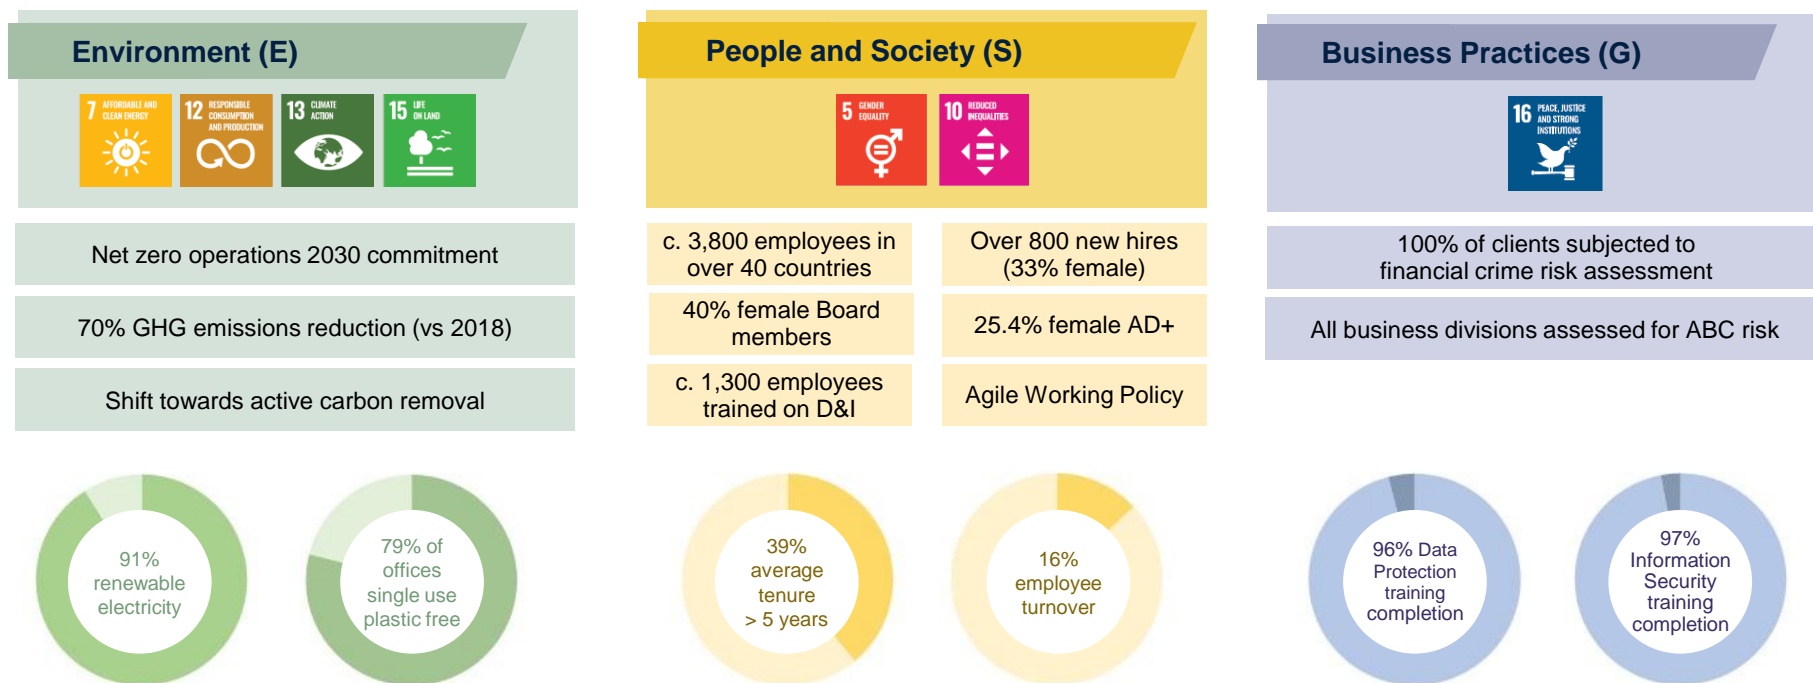 Environment (E)
7 AFFORDABLE AND
CLEAN ENERGY
12 RESPONSIBLE
CONSUMPTION
AND PRODUCTION
13 CLIMATE
ACTION
15 LIFE
ON LAND
Net zero operations 2030 commitment
70% GHG emissions reduction (vs 2018)
Shift towards active carbon removal
91%
renewable
electricity
79% of
offices
single use
plastic free
People and Society (S)
5 GENDER
EQUALITY
10 REDUCED
INEQUALITIES
c. 3,800 employees in
over 40 countries
Over 800 new hires
(33% female)
40% female Board
members
25.4% female AD+
c. 1,300 employees
trained on D&I
Agile Working Policy
39%
average
tenure
> 5 years
16%
employee
turnover
Business Practices (G)
16 PEACE, JUSTICE
AND STRONG
INSTITUTIONS
100% of clients subjected to
financial crime risk assessment
All business divisions assessed for ABC risk
96% Data
Protection
training
completion
97%
Information
Security
training
completion